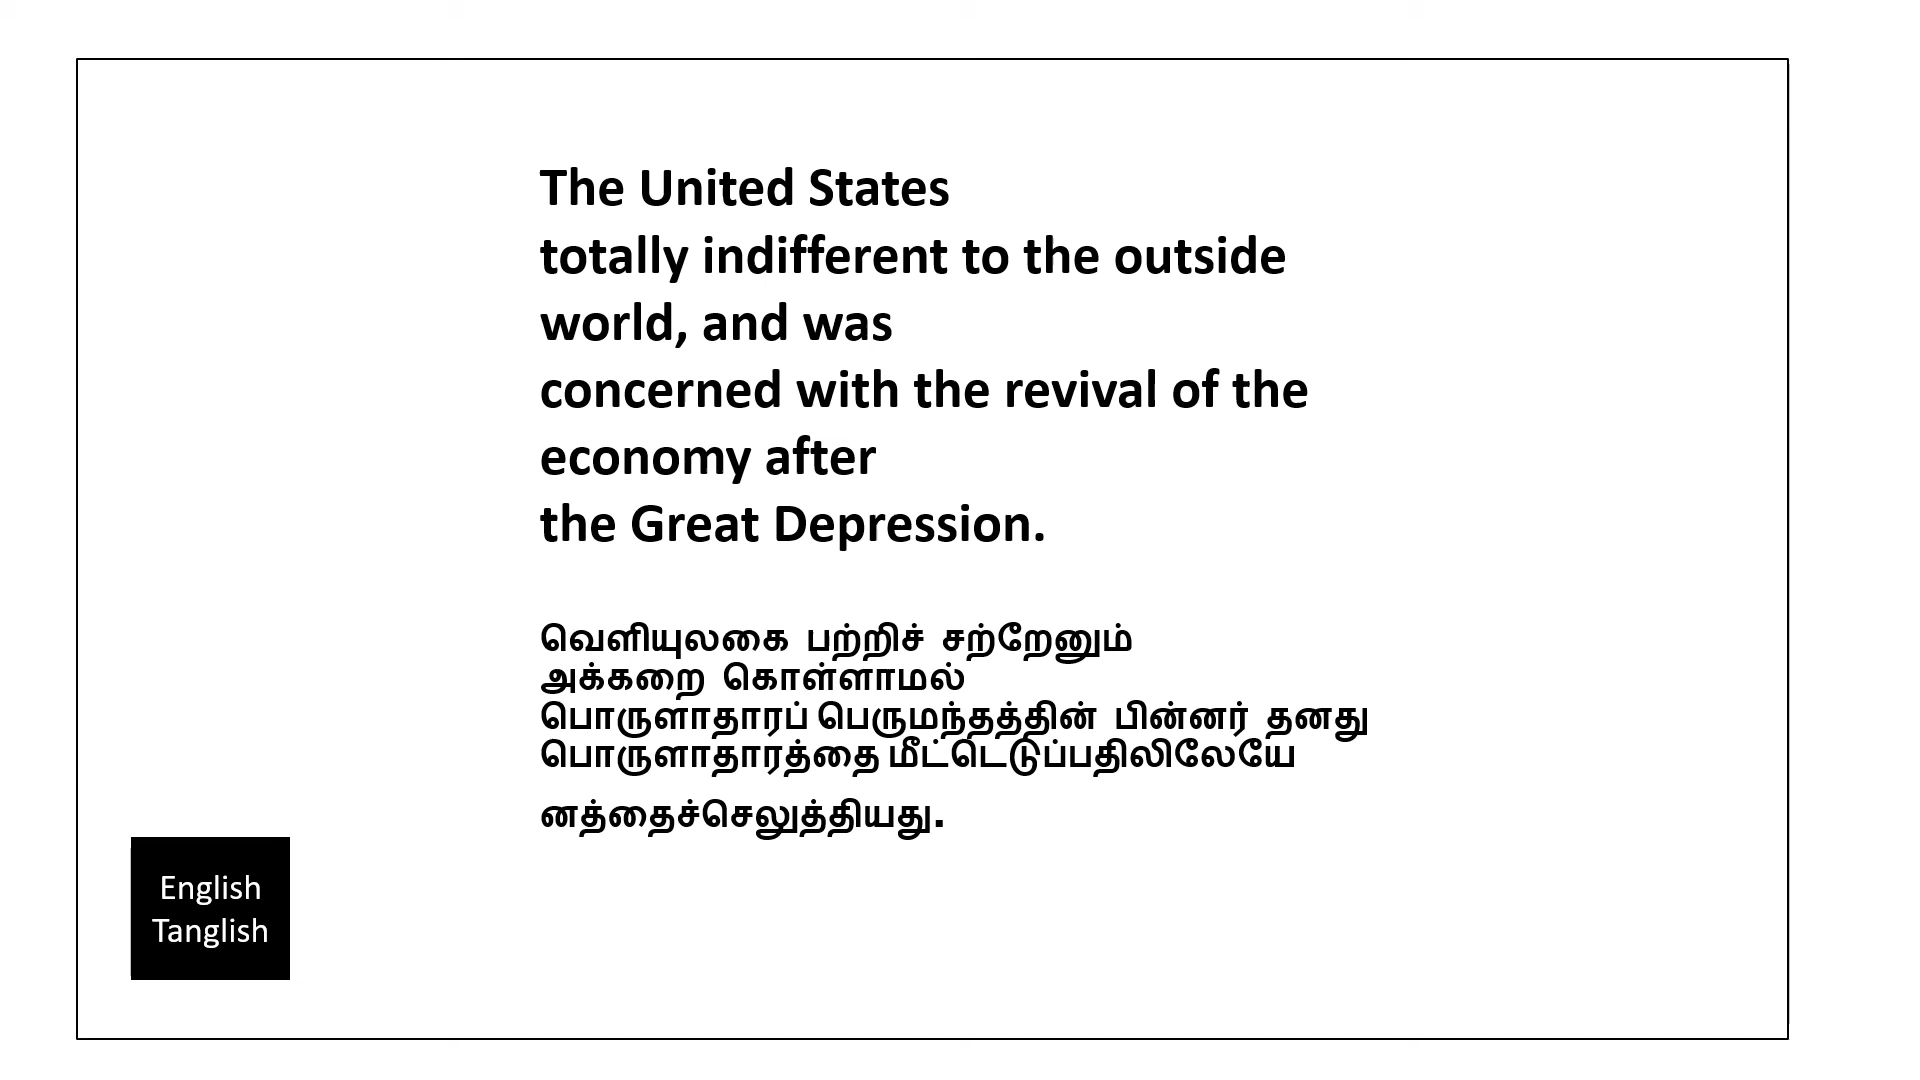 The United States
totally indifferent to the outside
world, and was
concerned with the revival of the
economy after
the Great Depression.
வெளியுலகை பற்றிச் சற்றேனும்
அக்கறை கொள்ளாமல்
பொருளாதாரப் பெருமந்தத்தின் பின்னர் தனது
பொருளாதாரத்தை மீட்டெடுப்பதிலிலேயே
னத்தைச்செலுத்தியது.
English
Tanglish